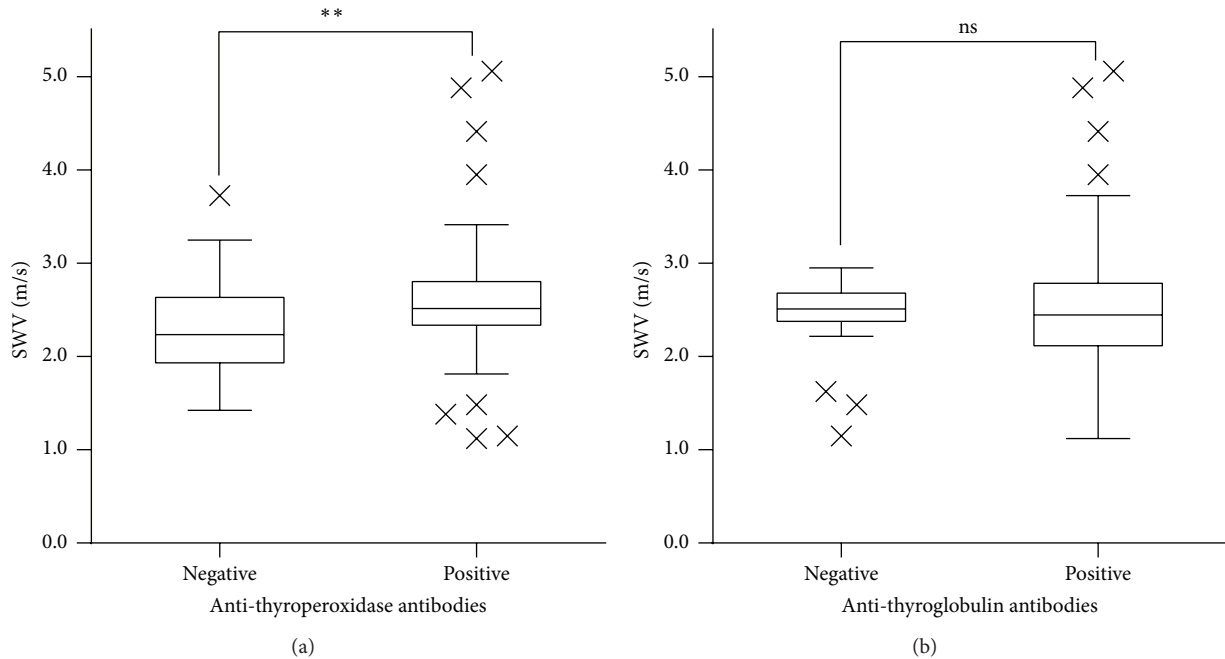 **
5.0
4.0
3.0
2.0
1.0
0.0
SWV (m/s)
Negative
Positive
Anti-thyroperoxidase antibodies
(a)
ns
5.0
4.0
3.0
2.0
1.0
0.0
SWV (m/s)
Negative
Positive
Anti-thyroglobulin antibodies
(b)